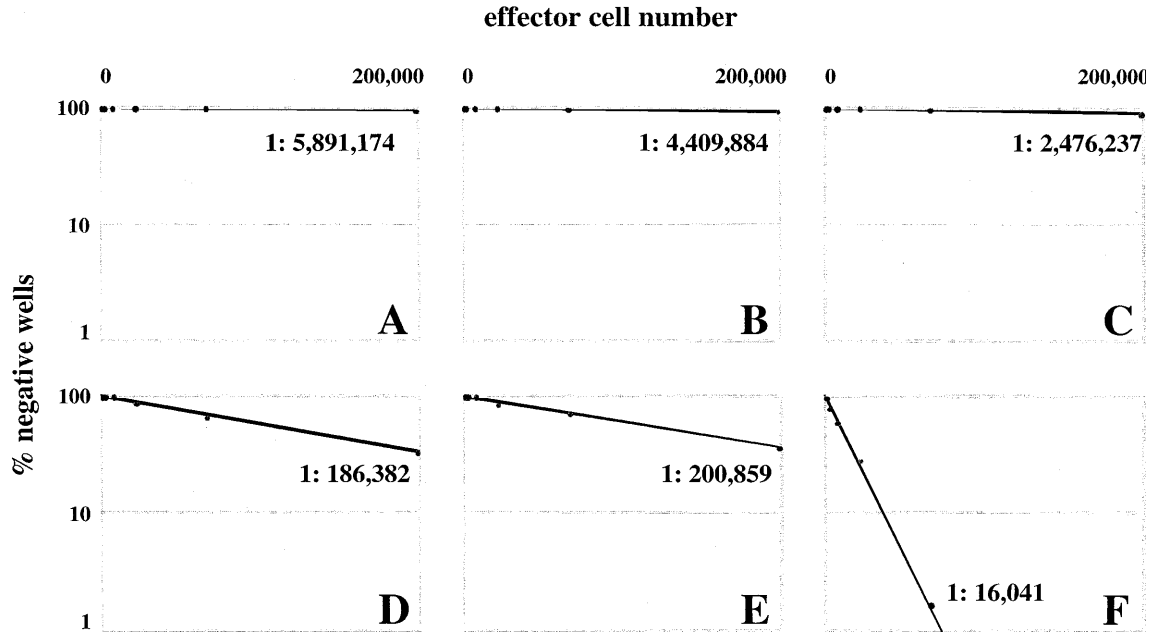 effector cell number
0 200,000 0 200,000 0 200,000
100
1: 5,891,174 1: 4,409,884 1: 2,476,237
10
% negative wells
1 A B C
100
1: 186,382 1: 200,859
10
1: 16,041
1 D E F